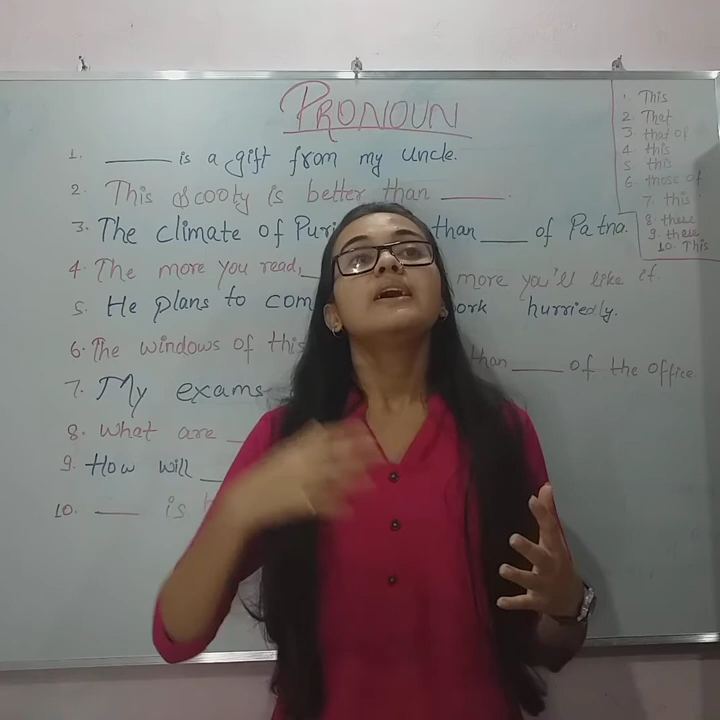 PRONOUN
1. ____ is a gift from my uncle.
2. This Scooty is better than ____.
3. The climate of Puri than ____ of Patna.
4. The more you read, more you'll like it.
5. He plans to com ork hurriedly.
6. The windows of this than ____ of the office.
7. My exams
8. What are
9. How will
10. ____ is
1. This
2. That
3. that of
4. this
5. this
6. those of
7. this
8. these
9. these
10. This